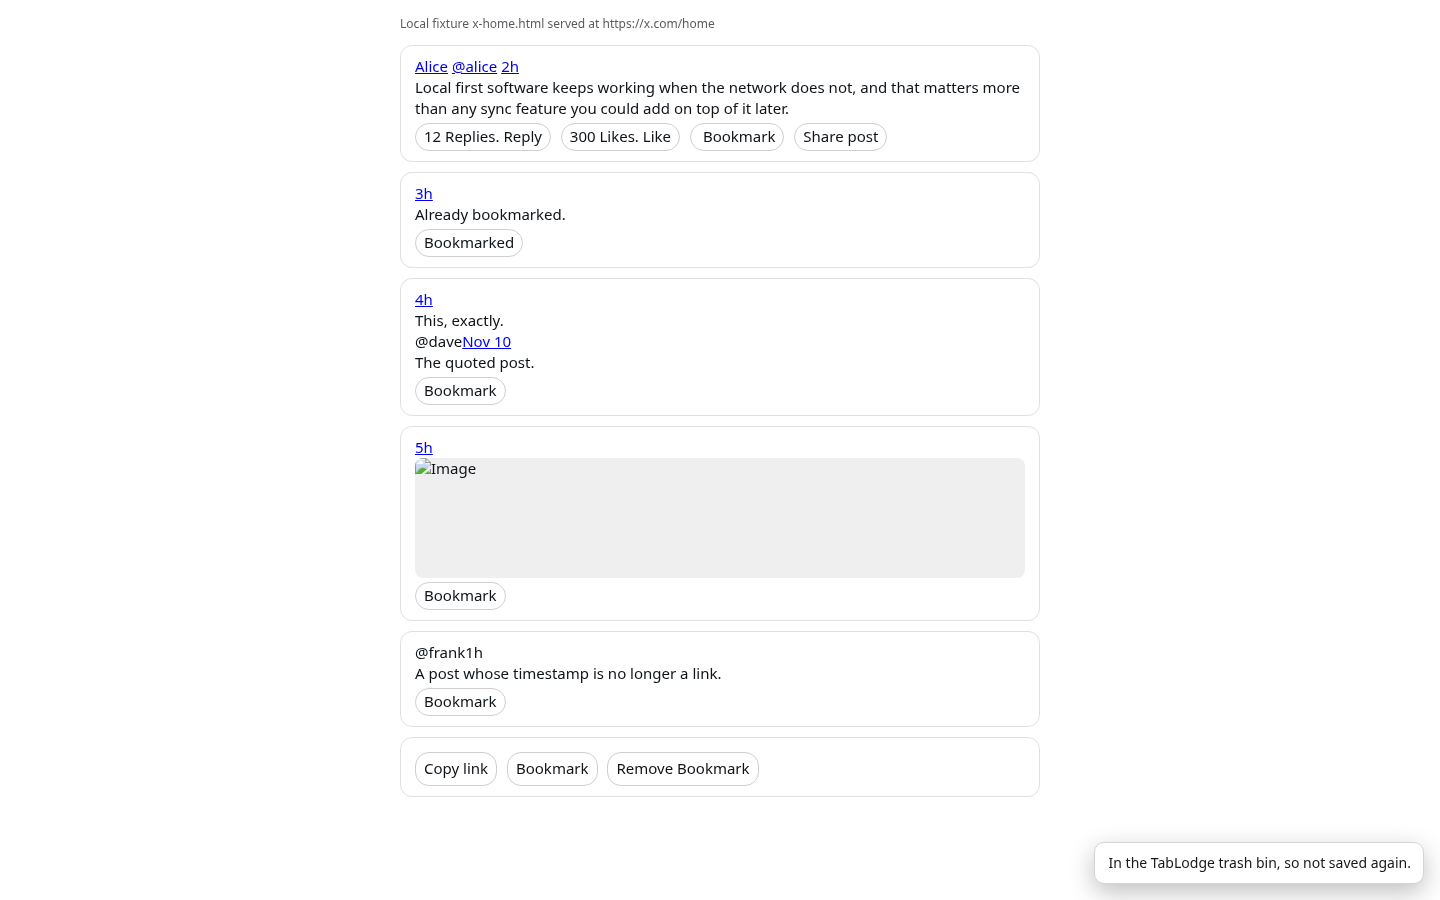 Local fixture x-home.html served at https://x.com/home
Alice @alice 2h
Local first software keeps working when the network does not, and that matters more
than any sync feature you could add on top of it later.
12 Replies. Reply 300 Likes. Like Bookmark Share post
3h
Already bookmarked.
Bookmarked
4h
This, exactly.
@daveNov 10
The quoted post.
Bookmark
5h
Image
Bookmark
@frank1h
A post whose timestamp is no longer a link.
Bookmark
Copy link Bookmark Remove Bookmark
In the TabLodge trash bin, so not saved again.